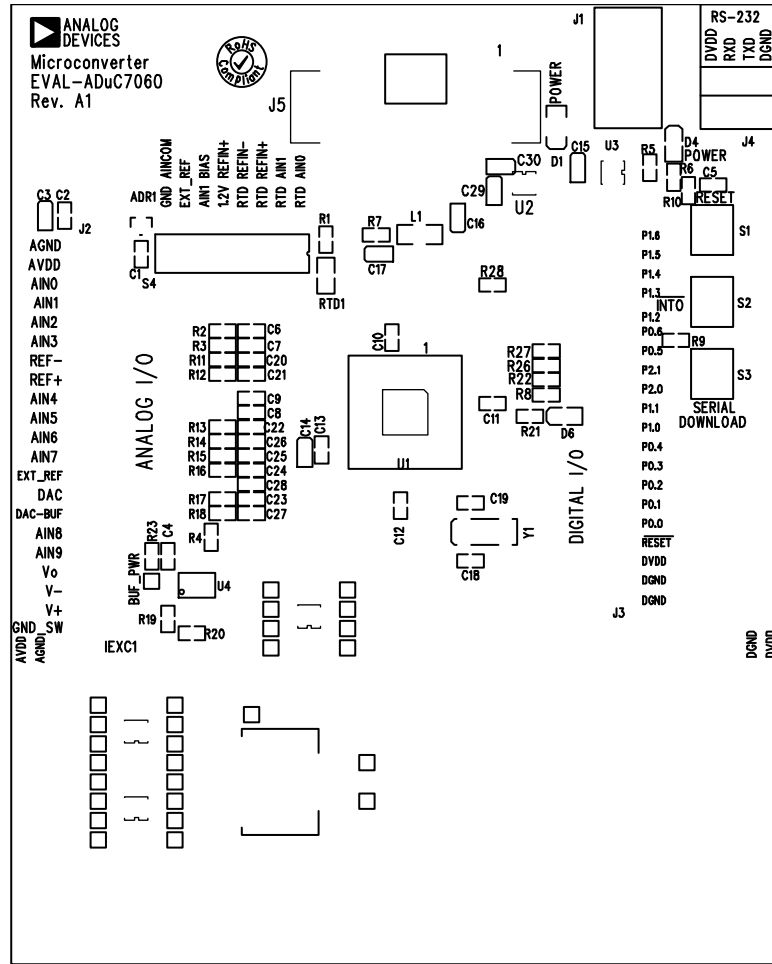 ANALOG
DEVICES
Microconverter
EVAL-ADuC7060
Rev. A1
RoHS
Compliant
J5
1
POWER
D1
J1
RS-232
DVDD
RXD
TXD
DGND
J4
C15
U3
R5
D4
POWER
R6
C5
R10
RESET
S1
C30
C29
U2
C16
L1
R7
C17
R1
RTD1
ADR1
GND AINCOM
EXT_REF
AIN1 BIAS
1.2V REFIN+
RTD REFIN-
RTD REFIN+
RTD AIN1
RTD AIN0
C1
S4
C3
C2
J2
AGND
AVDD
AIN0
AIN1
AIN2
AIN3
REF-
REF+
AIN4
AIN5
AIN6
AIN7
EXT_REF
DAC
DAC-BUF
AIN8
AIN9
Vo
V-
V+
GND_SW
AVDD
AGND
ANALOG I/O
R2
C6
R3
C7
R11
C20
R12
C21
C9
C8
R13
C22
R14
C26
R15
C25
R16
C24
C28
R17
C23
R18
C27
R4
C14
C13
C10
1
U1
C12
C11
R28
R27
R26
R22
R8
R21
D6
C19
Y1
C18
DIGITAL I/O
P1.6
P1.5
P1.4
P1.3
INT0
P1.2
P0.6
P0.5
P2.1
P2.0
P1.1
P1.0
P0.4
P0.3
P0.2
P0.1
P0.0
RESET
DVDD
DGND
DGND
J3
S2
R9
S3
SERIAL
DOWNLOAD
R23
C4
BUF_PWR
U4
R19
R20
IEXC1
DGND
DVDD